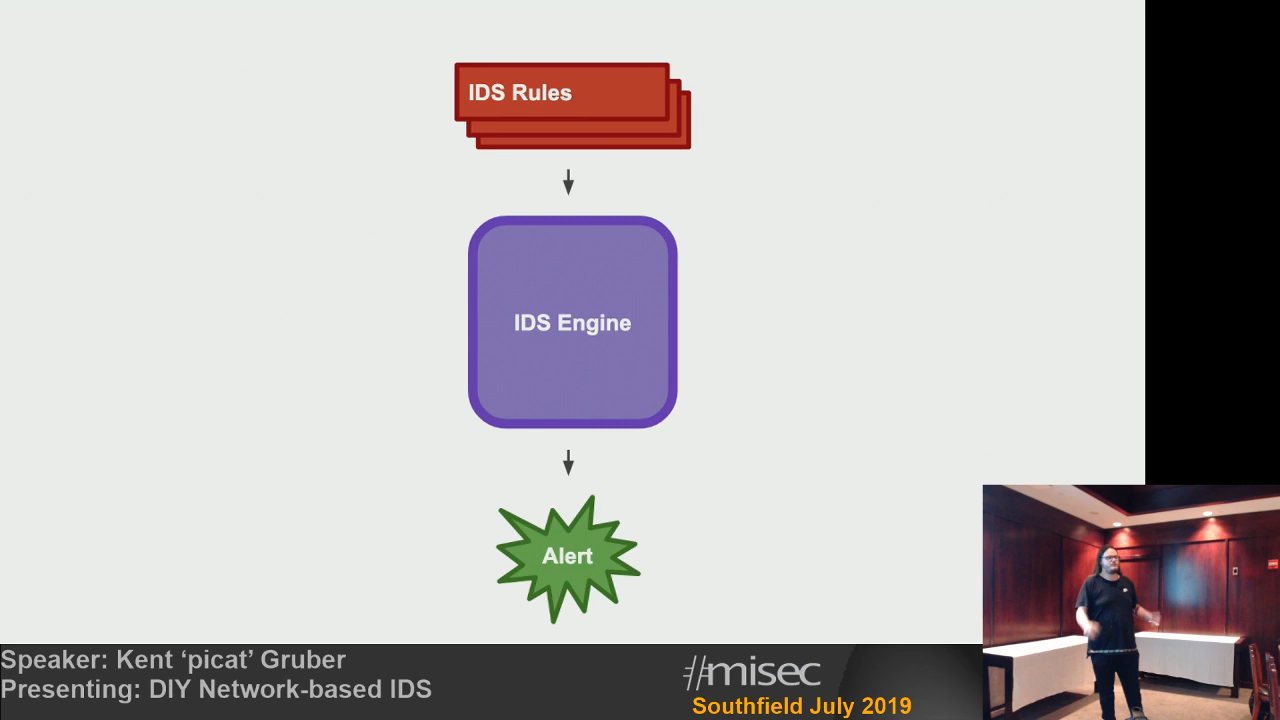 IDS Rules
IDS Engine
Alert
Speaker: Kent ‘picat’ Gruber
Presenting: DIY Network-based IDS
#misec
Southfield July 2019